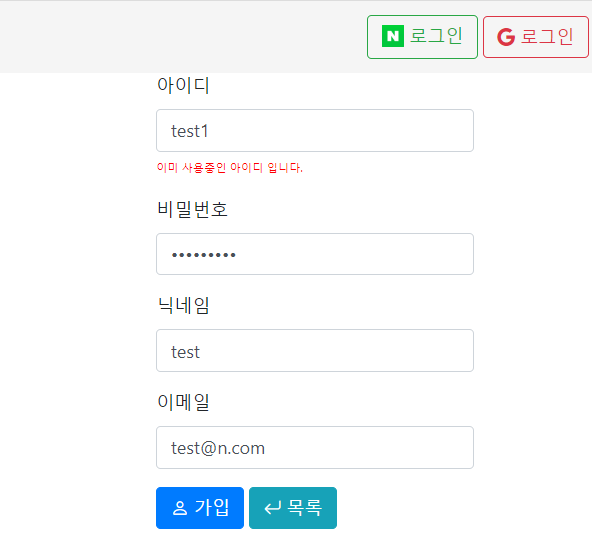 N 로그인 G 로그인
아이디
test1
이미 사용중인 아이디 입니다.
비밀번호
•••••••••
닉네임
test
이메일
test@n.com
가입 목록